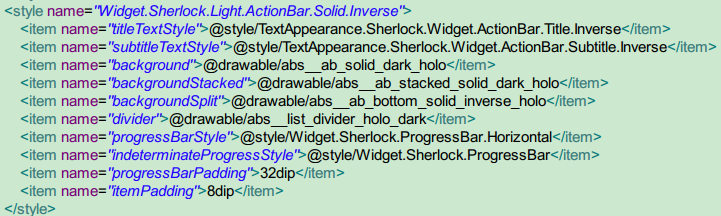 <style name="Widget.Sherlock.Light.ActionBar.Solid.Inverse">
<item name="titleTextStyle">@style/TextAppearance.Sherlock.Widget.ActionBar.Title.Inverse</item>
<item name="subtitleTextStyle">@style/TextAppearance.Sherlock.Widget.ActionBar.Subtitle.Inverse</item>
<item name="background">@drawable/abs__ab_solid_dark_holo</item>
<item name="backgroundStacked">@drawable/abs__ab_stacked_solid_dark_holo</item>
<item name="backgroundSplit">@drawable/abs__ab_bottom_solid_inverse_holo</item>
<item name="divider">@drawable/abs__list_divider_holo_dark</item>
<item name="progressBarStyle">@style/Widget.Sherlock.ProgressBar.Horizontal</item>
<item name="indeterminateProgressStyle">@style/Widget.Sherlock.ProgressBar</item>
<item name="progressBarPadding">32dip</item>
<item name="itemPadding">8dip</item>
</style>